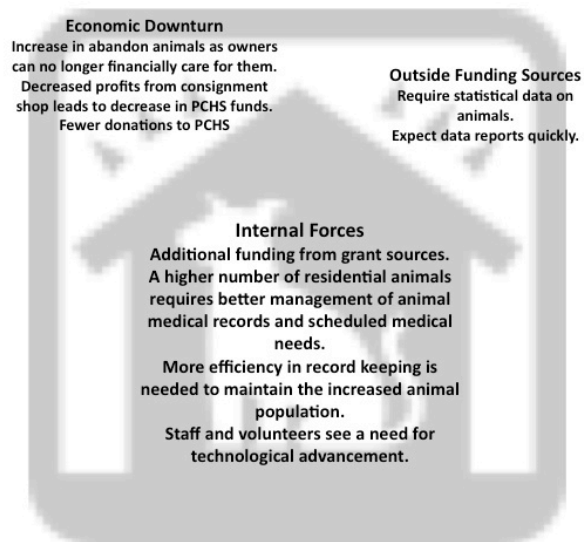 Economic Downturn
Increase in abandon animals as owners
can no longer financially care for them.
Decreased profits from consignment
shop leads to decrease in PCHS funds.
Fewer donations to PCHS
Outside Funding Sources
Require statistical data on
animals.
Expect data reports quickly.
Internal Forces
Additional funding from grant sources.
A higher number of residential animals
requires better management of animal
medical records and scheduled medical
needs.
More efficiency in record keeping is
needed to maintain the increased animal
population.
Staff and volunteers see a need for
technological advancement.